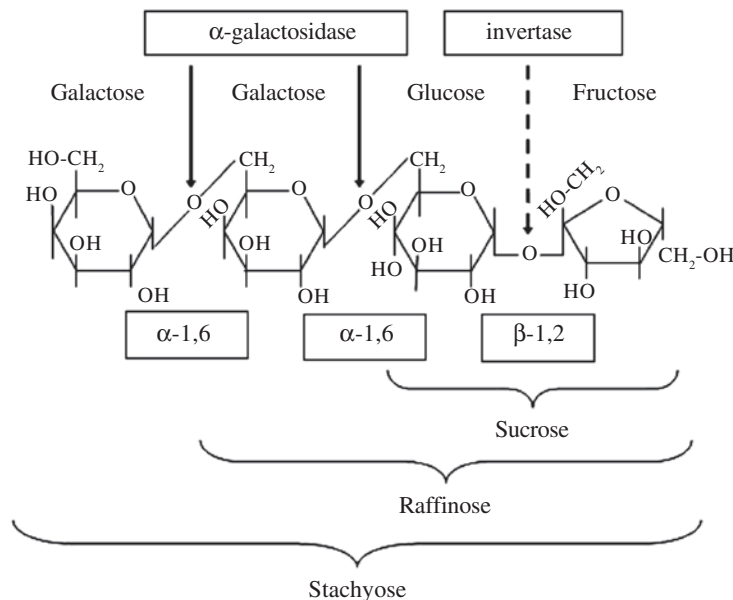 α-galactosidase invertase
Galactose Galactose Glucose Fructose
HO-CH₂ CH₂ CH₂ HO-CH₂
O O O O
HO O HO O HO
OH OH OH HO
O CH₂-OH
OH OH HO OH HO
α-1,6 α-1,6 β-1,2
Sucrose
Raffinose
Stachyose